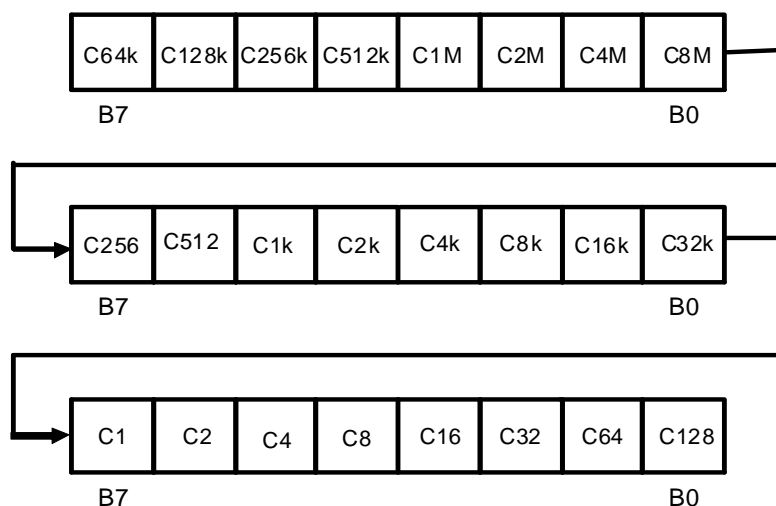 C64k C128k C256k C512k C1M C2M C4M C8M
B7 B0
C256 C512 C1k C2k C4k C8k C16k C32k
B7 B0
C1 C2 C4 C8 C16 C32 C64 C128
B7 B0